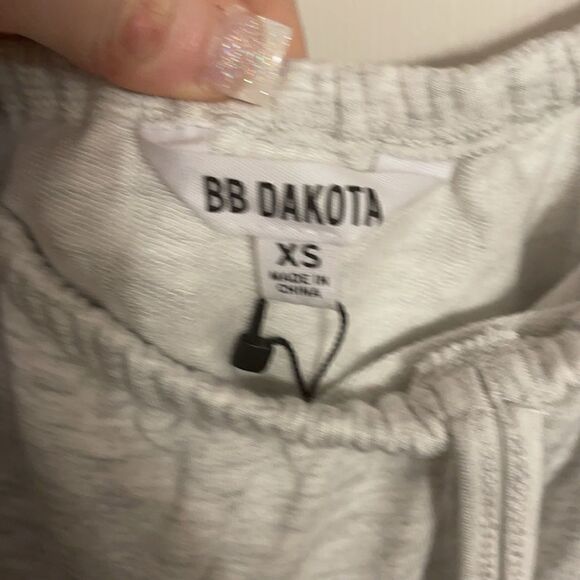 BB DAKOTA
XS
MADE IN
CHINA